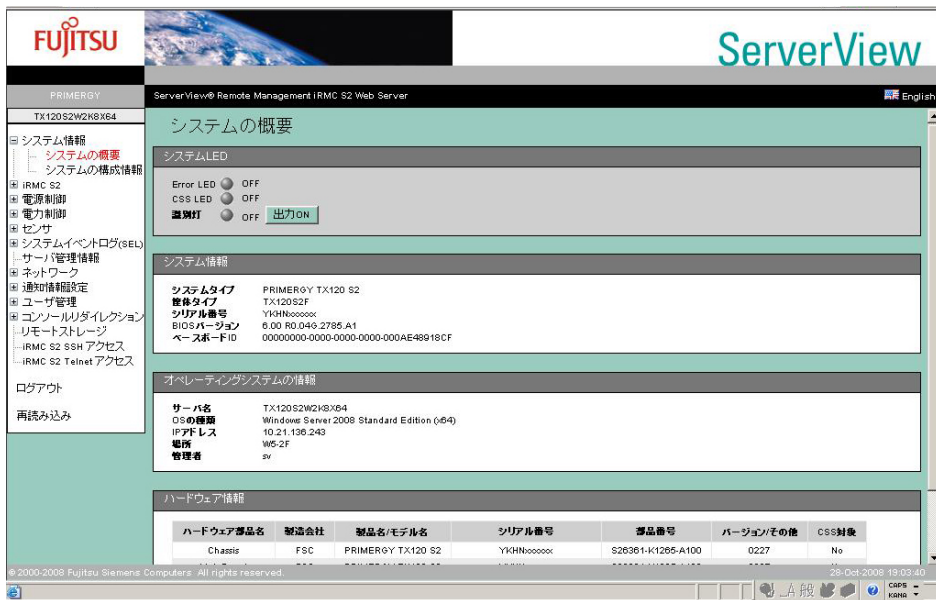 FUJITSU
ServerView
PRIMERGY
ServerView® Remote Management iRMC S2 Web Server
English
TX120S2W2K8X64
システム情報
システムの概要
システムの構成情報
iRMC S2
電源制御
電力制御
センサ
システムイベントログ(SEL)
サーバ管理情報
ネットワーク
通知情報設定
ユーザ管理
コンソールリダイレクション
リモートストレージ
iRMC S2 SSH アクセス
iRMC S2 Telnet アクセス
ログアウト
再読み込み
システムの概要
システムLED
Error LED OFF
CSS LED OFF
識別灯 OFF 出力ON
システム情報
システムタイプ PRIMERGY TX120 S2
筐体タイプ TX120S2F
シリアル番号 YKHNxxxxxx
BIOSバージョン 6.00 R0.04G.2785.A1
ベースボードID 00000000-0000-0000-0000-000AE48918CF
オペレーティングシステムの情報
サーバ名 TX120S2W2K8X64
OSの種類 Windows Server 2008 Standard Edition (x64)
IPアドレス 10.21.136.243
場所 W5-2F
管理者 sv
ハードウェア情報
ハードウェア部品名 製造会社 製品名/モデル名 シリアル番号 部品番号 バージョン/その他 CSS対象
Chassis FSC PRIMERGY TX120 S2 YKHNxxxxxx S26361-K1265-A100 0227 No
© 2000-2008 Fujitsu Siemens Computers All rights reserved.
28-Oct-2008 19:03:40
A 般
CAPS
KANA